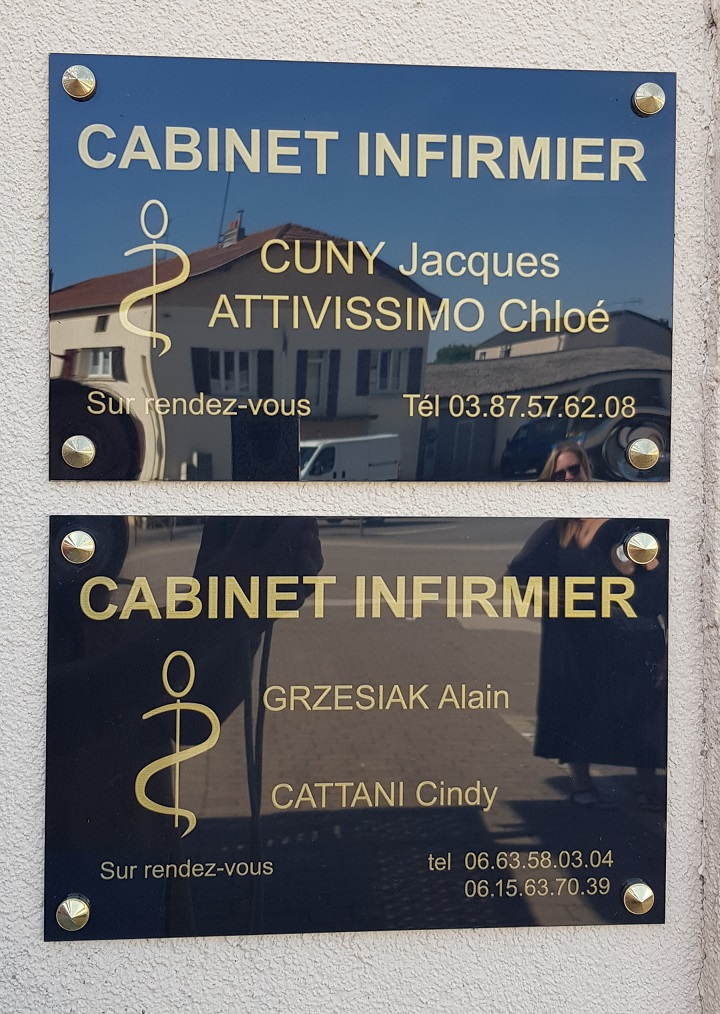 CABINET INFIRMIER
CUNY Jacques
ATTIVISSIMO Chloé
Sur rendez-vous Tél 03.87.57.62.08
CABINET INFIRMIER
GRZESIAK Alain
CATTANI Cindy
Sur rendez-vous tel 06.63.58.03.04
06.15.63.70.39